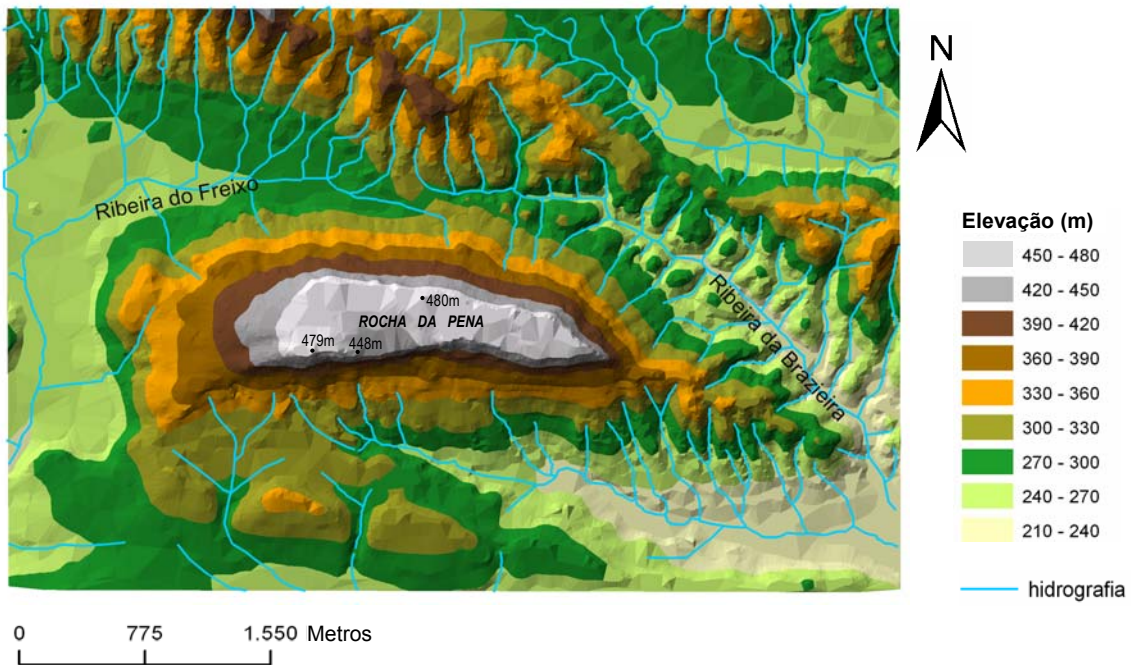 N
Ribeira do Freixo
480m
ROCHA DA PENA
479m
448m
Ribeira da Brazieira
Elevação (m)
450 - 480
420 - 450
390 - 420
360 - 390
330 - 360
300 - 330
270 - 300
240 - 270
210 - 240
hidrografia
0 775 1.550 Metros